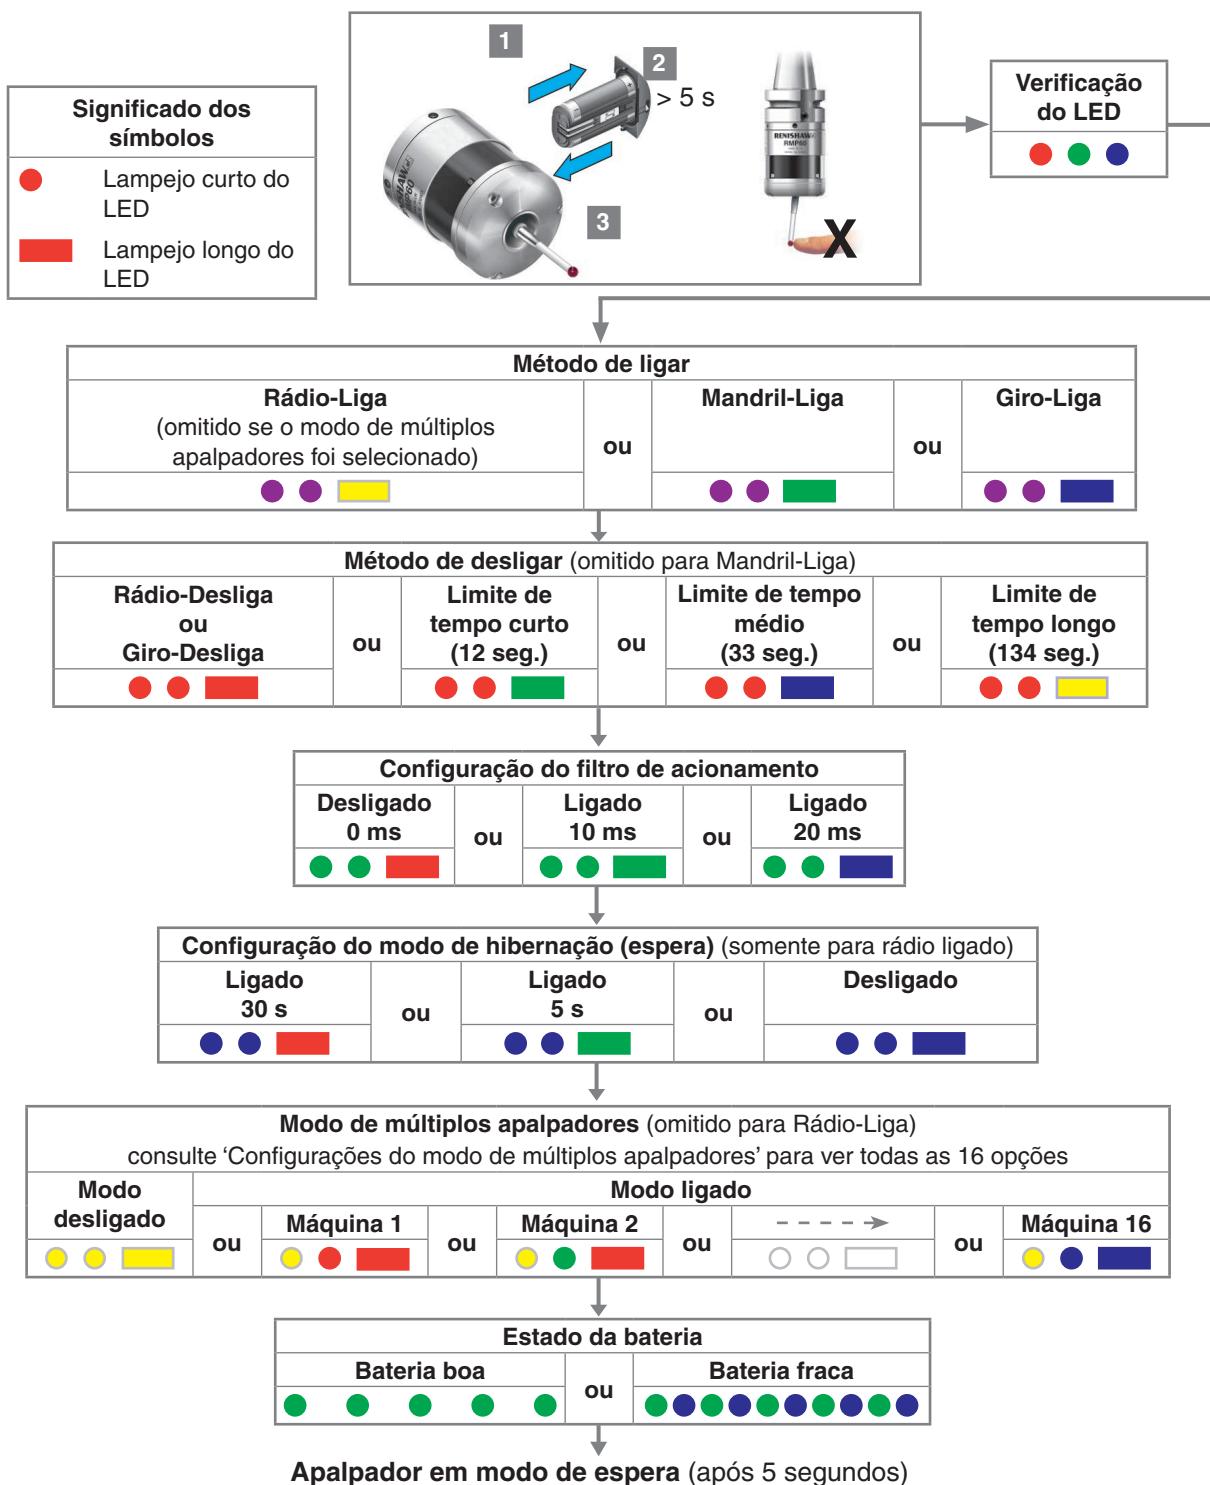 Significado dos
símbolos
Lampejo curto do
LED
Lampejo longo do
LED
1
2
> 5 s
3
RENISHAW
RMP60
RENISHAW
RMP60
X
Verificação
do LED
Método de ligar
Rádio-Liga
(omitido se o modo de múltiplos
apalpadores foi selecionado)
ou
Mandril-Liga
ou
Giro-Liga
Método de desligar (omitido para Mandril-Liga)
Rádio-Desliga
ou
Giro-Desliga
ou
Limite de
tempo curto
(12 seg.)
ou
Limite de tempo
médio
(33 seg.)
ou
Limite de
tempo longo
(134 seg.)
Configuração do filtro de acionamento
Desligado
0 ms
ou
Ligado
10 ms
ou
Ligado
20 ms
Configuração do modo de hibernação (espera) (somente para rádio ligado)
Ligado
30 s
ou
Ligado
5 s
ou
Desligado
Modo de múltiplos apalpadores (omitido para Rádio-Liga)
consulte ‘Configurações do modo de múltiplos apalpadores’ para ver todas as 16 opções
Modo
desligado
Modo ligado
ou
Máquina 1
ou
Máquina 2
ou
ou
Máquina 16
Estado da bateria
Bateria boa
ou
Bateria fraca
Apalpador em modo de espera (após 5 segundos)